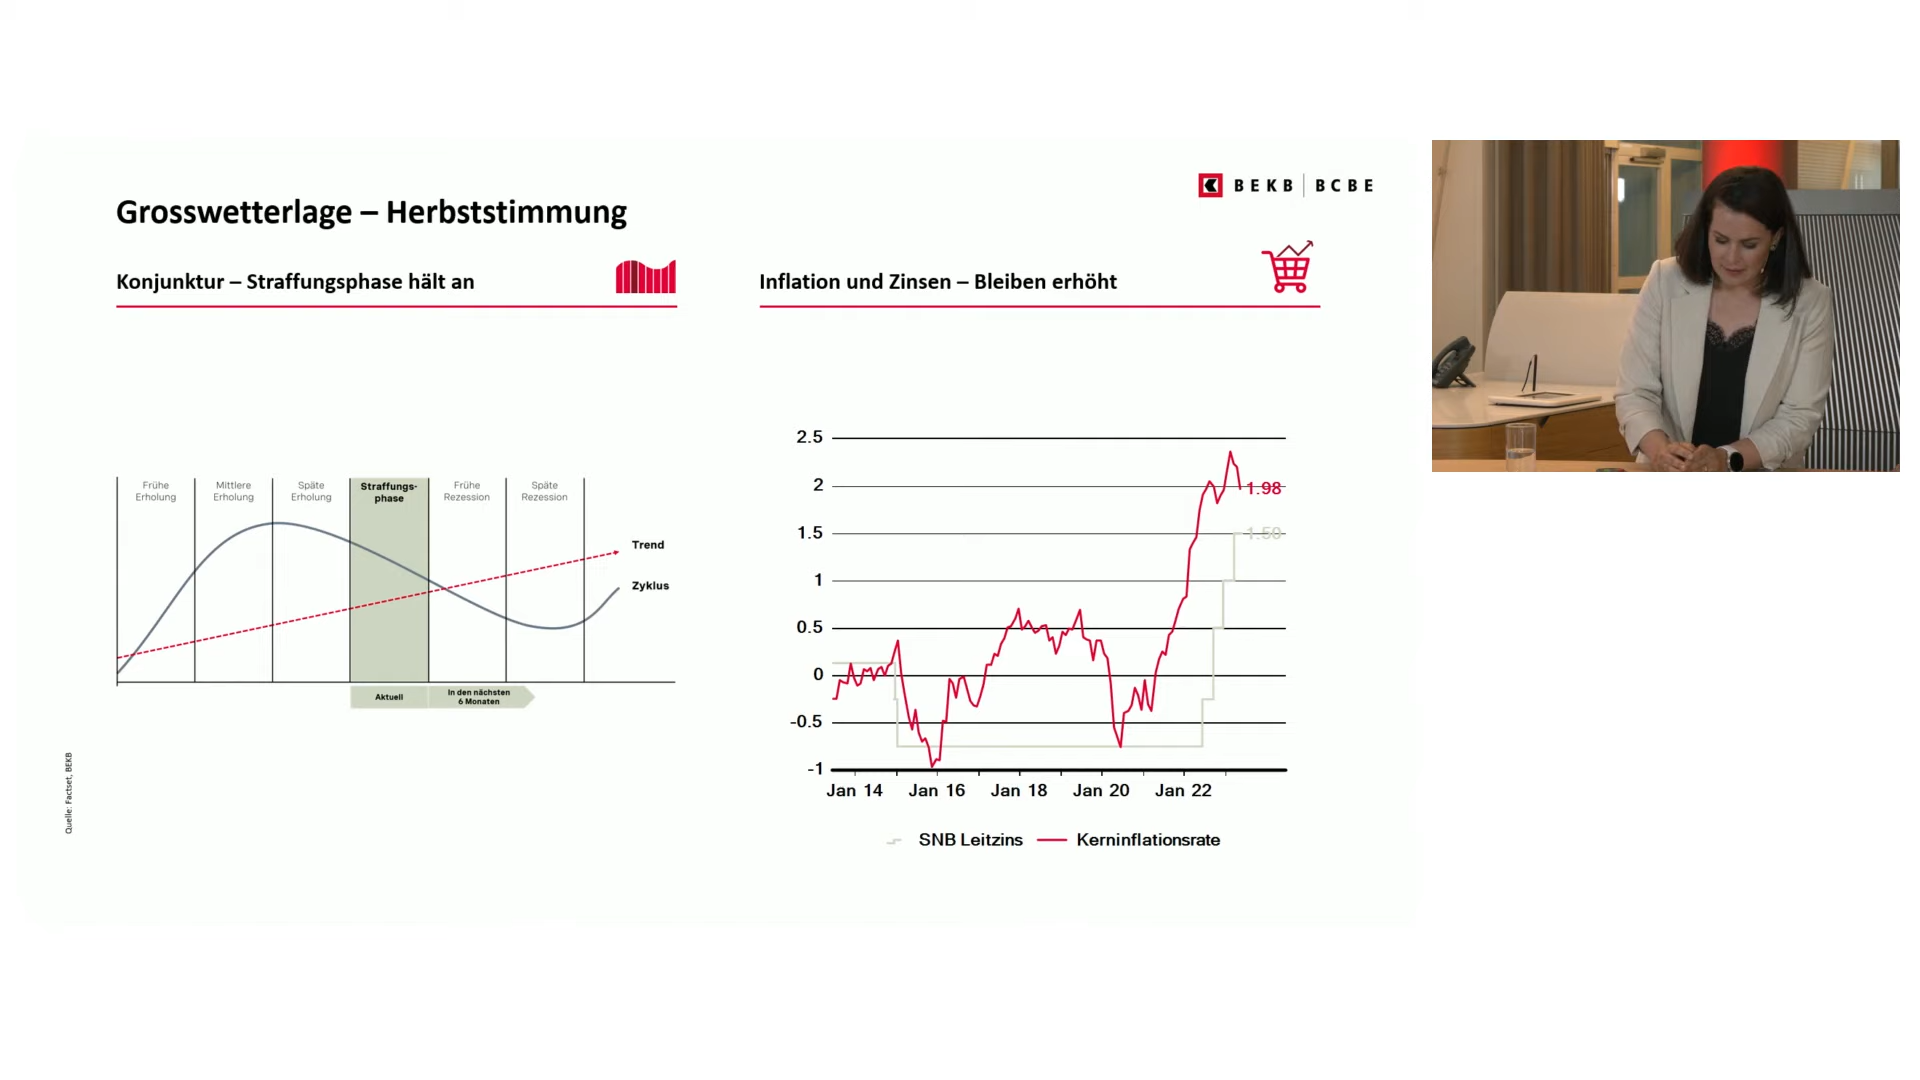 BEKB | BCBE
Grosswetterlage – Herbststimmung
Konjunktur – Straffungsphase hält an
Frühe
Erholung
Mittlere
Erholung
Späte
Erholung
Straffungs-
phase
Frühe
Rezession
Späte
Rezession
Trend
Zyklus
Aktuell
In den nächsten
6 Monaten
Quelle: Factset, BEKB
Inflation und Zinsen – Bleiben erhöht
2.5
2
1.5
1
0.5
0
-0.5
-1
1.98
1.50
Jan 14 Jan 16 Jan 18 Jan 20 Jan 22
SNB Leitzins Kerninflationsrate